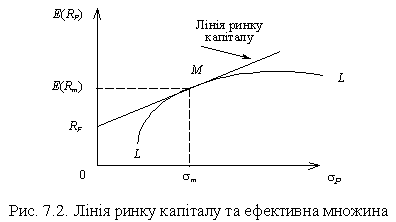 E(R_P)
Лінія ринку
капіталу
M
E(R_m)
L
R_F
L
0
σ_m
σ_P
Рис. 7.2. Лінія ринку капіталу та ефективна множина